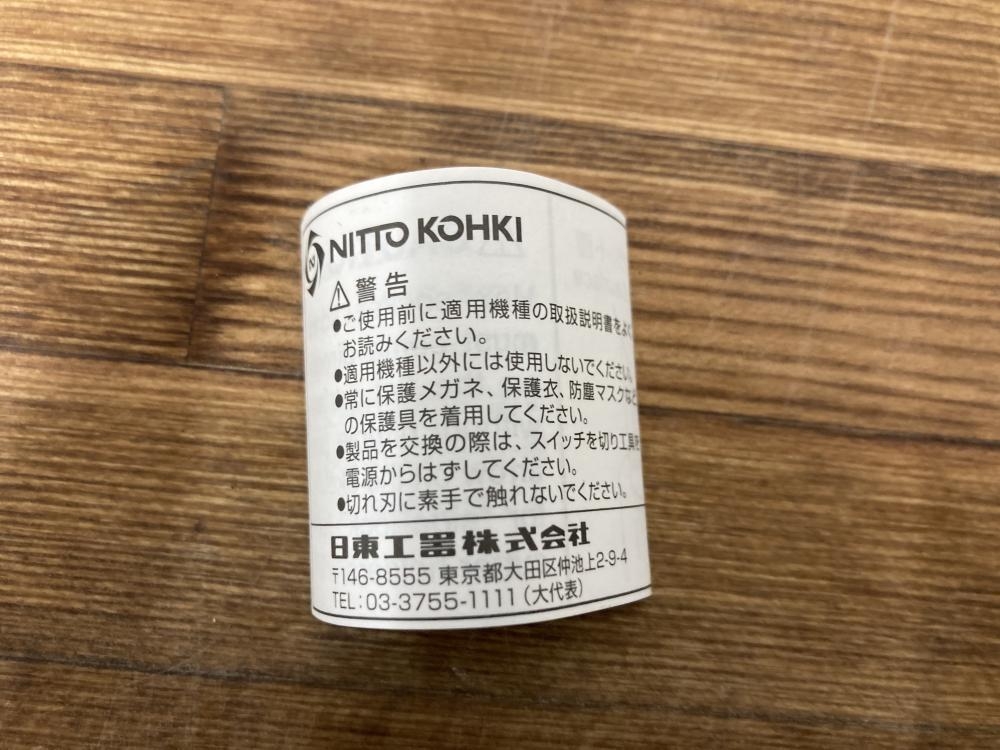 NITTO KOHKI
⚠警告
●ご使用前に適用機種の取扱説明書をよく
お読みください。
●適用機種以外には使用しないでください。
●常に保護メガネ、保護衣、防塵マスクなど
の保護具を着用してください。
●製品を交換の際は、スイッチを切り工具を
電源からはずしてください。
●切れ刃に素手で触れないでください。
日東工器株式会社
〒146-8555 東京都大田区仲池上2-9-4
TEL:03-3755-1111(大代表)